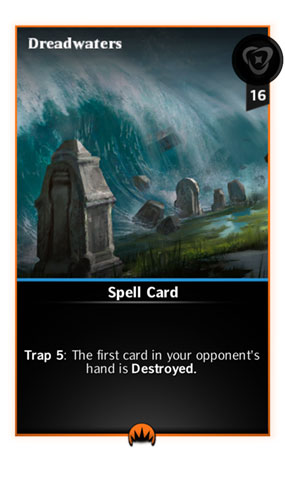 Dreadwaters
16
Spell Card
Trap 5: The first card in your opponent's
hand is Destroyed.